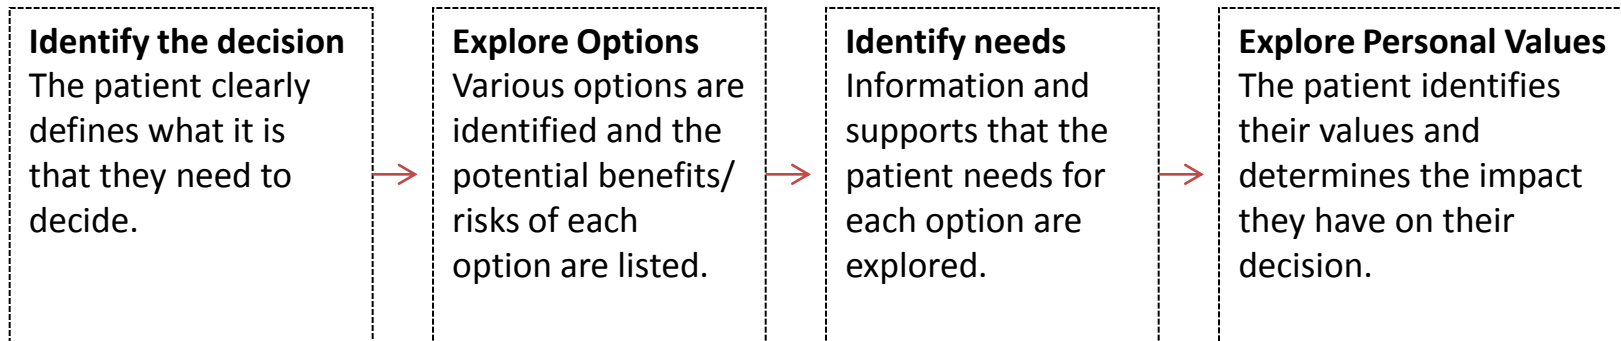 Identify the decision
The patient clearly
defines what it is
that they need to
decide.
Explore Options
Various options are
identified and the
potential benefits/
risks of each
option are listed.
Identify needs
Information and
supports that the
patient needs for
each option are
explored.
Explore Personal Values
The patient identifies
their values and
determines the impact
they have on their
decision.